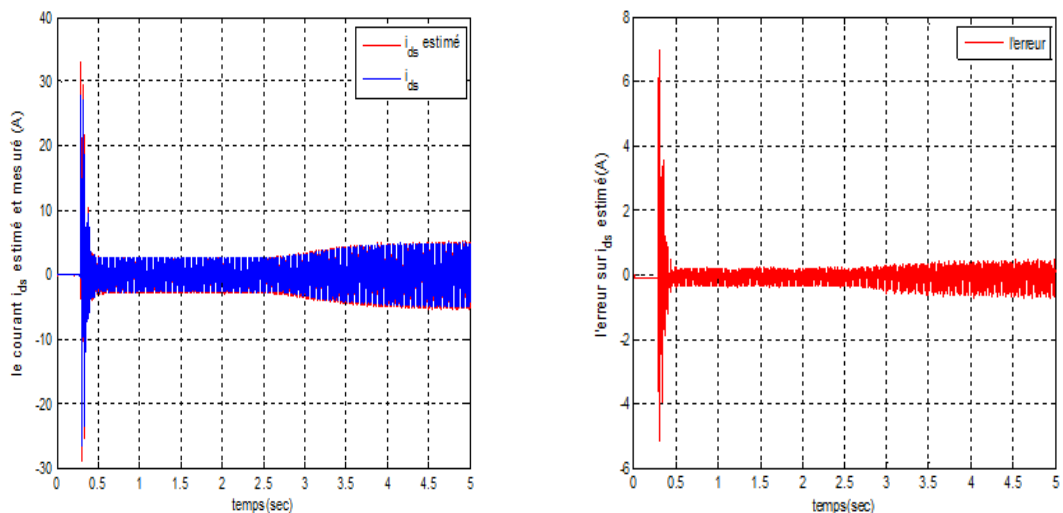 le courant i_ds estimé et mes uré (A)
40
30
20
10
0
-10
-20
-30
0 0.5 1 1.5 2 2.5 3 3.5 4 4.5 5
temps(sec)
i_ds estimé
i_ds
l'erreur sur i_ds estimé(A)
8
6
4
2
0
-2
-4
-6
0 0.5 1 1.5 2 2.5 3 3.5 4 4.5 5
temps(sec)
l'erreur